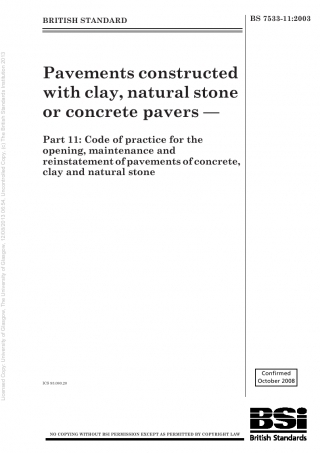 BRITISH STANDARD
BS 7533-11:2003
Pavements constructed
with clay, natural stone
or concrete pavers —
Part 11: Code of practice for the
opening, maintenance and
reinstatement of pavements of concrete,
clay and natural stone
Confirmed
October 2008
NO COPYING WITHOUT BSI PERMISSION EXCEPT AS PERMITTED BY COPYRIGHT LAW
BSi
British Standards